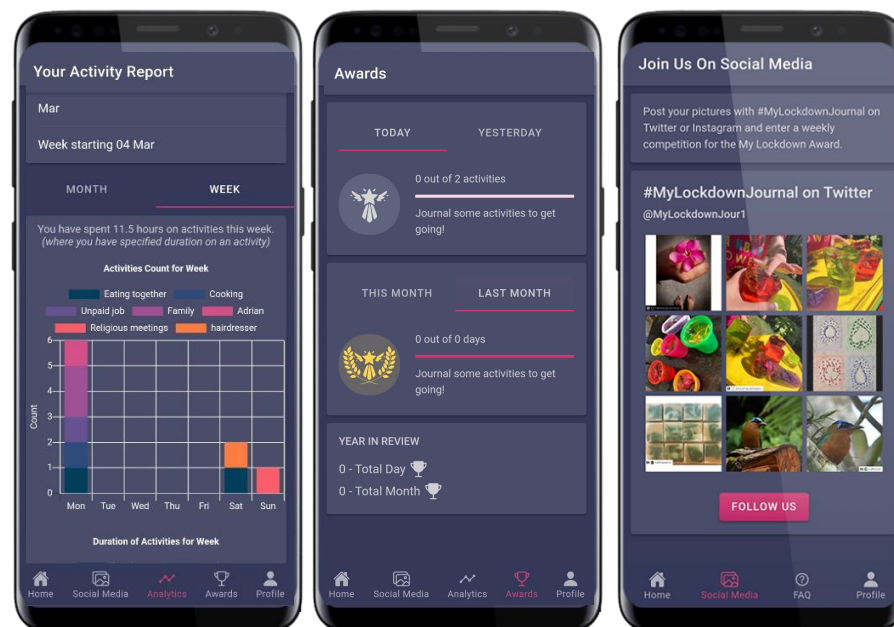 Your Activity Report
Mar
Week starting 04 Mar
MONTH WEEK
You have spent 11.5 hours on activities this week.
(where you have specified duration on an activity)
Activities Count for Week
Eating together Cooking
Unpaid job Family Adrian
Religious meetings hairdresser
6
5
4
3
2
1
0
Count
Mon Tue Wed Thu Fri Sat Sun
Duration of Activities for Week
Home Social Media Analytics Awards Profile
Awards
TODAY YESTERDAY
0 out of 2 activities
Journal some activities to get
going!
THIS MONTH LAST MONTH
0 out of 0 days
Journal some activities to get
going!
YEAR IN REVIEW
0 - Total Day
0 - Total Month
Home Social Media Analytics Awards Profile
Join Us On Social Media
Post your pictures with #MyLockdownJournal on
Twitter or Instagram and enter a weekly
competition for the My Lockdown Award.
#MyLockdownJournal on Twitter
@MyLockdownJour1
FOLLOW US
Home Social Media FAQ Profile